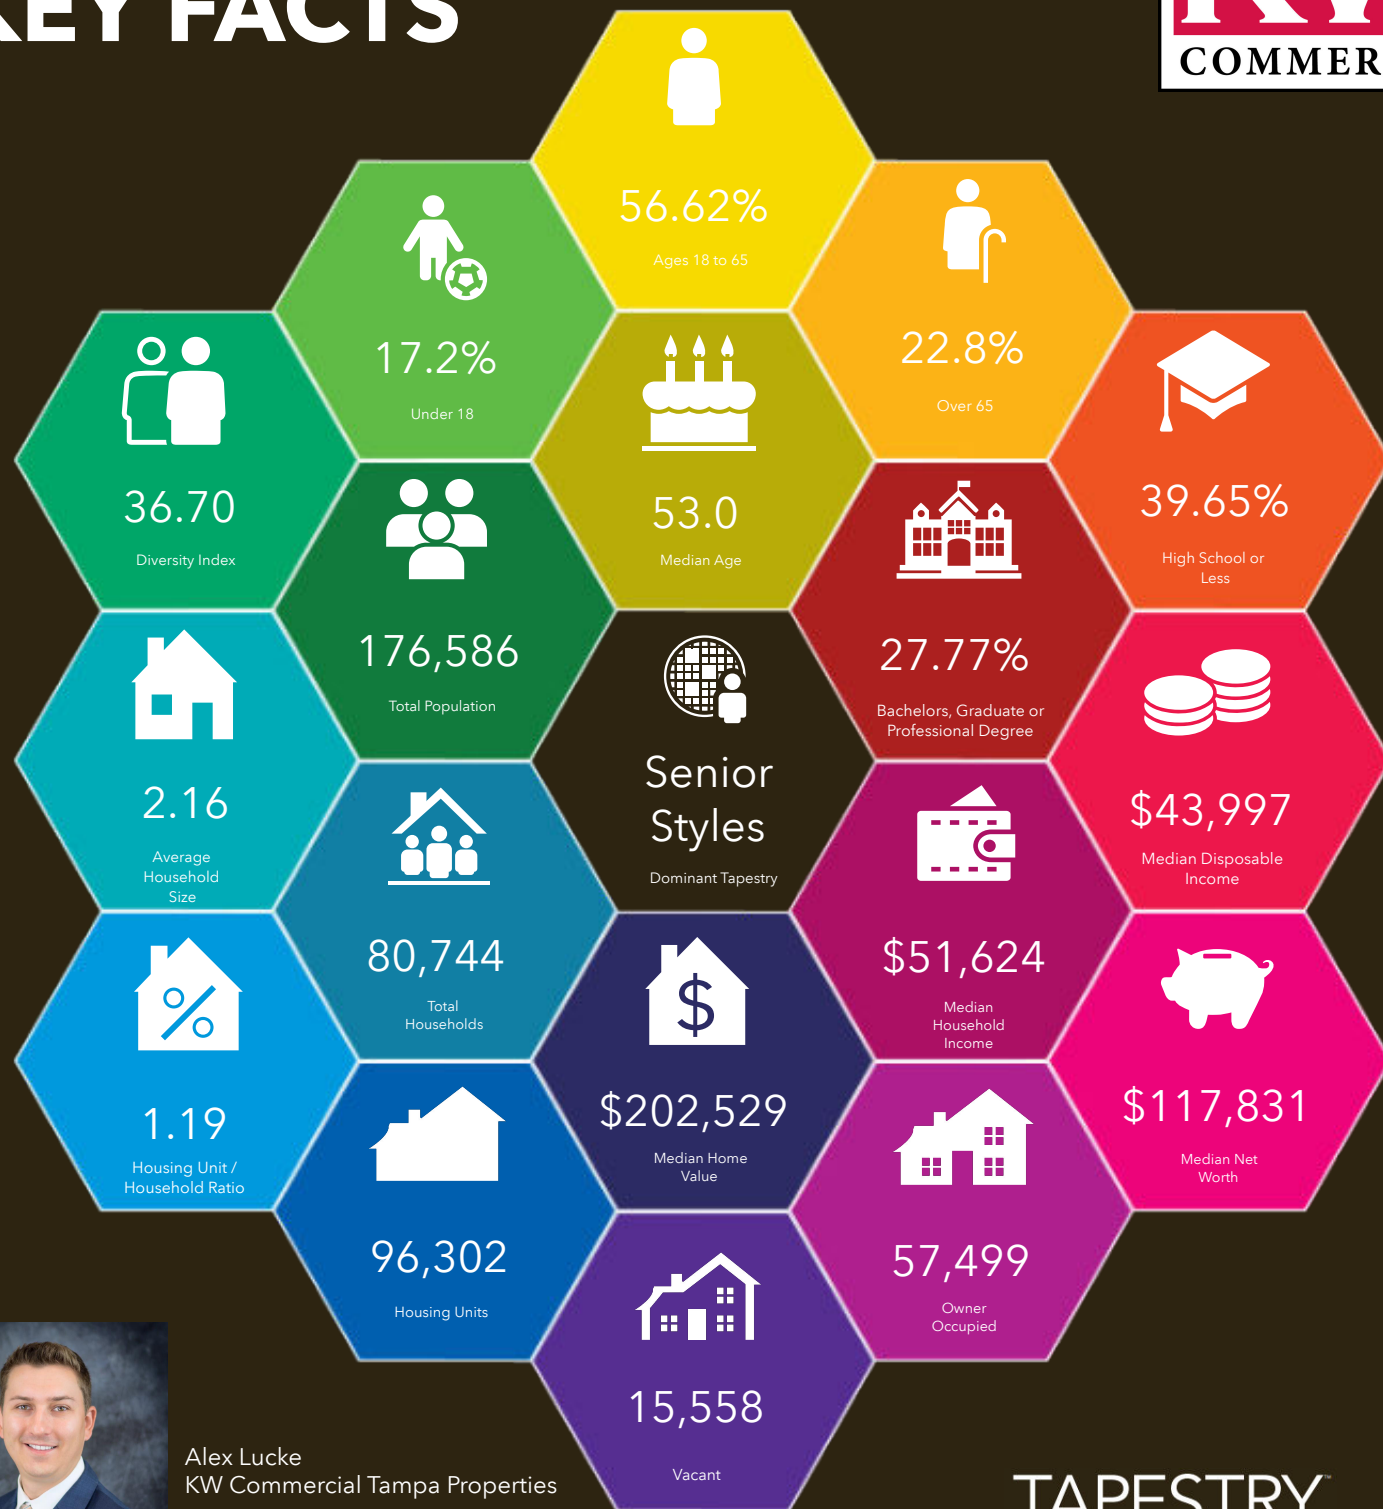 KEY FACTS
COMMER
56.62%
Ages 18 to 65
17.2%
Under 18
22.8%
Over 65
36.70
Diversity Index
53.0
Median Age
39.65%
High School or
Less
176,586
Total Population
27.77%
Bachelors, Graduate or
Professional Degree
2.16
Average
Household
Size
Senior
Styles
Dominant Tapestry
$43,997
Median Disposable
Income
80,744
Total
Households
$51,624
Median
Household
Income
1.19
Housing Unit /
Household Ratio
$202,529
Median Home
Value
$117,831
Median Net
Worth
96,302
Housing Units
57,499
Owner
Occupied
15,558
Vacant
Alex Lucke
KW Commercial Tampa Properties
TAPESTRY™